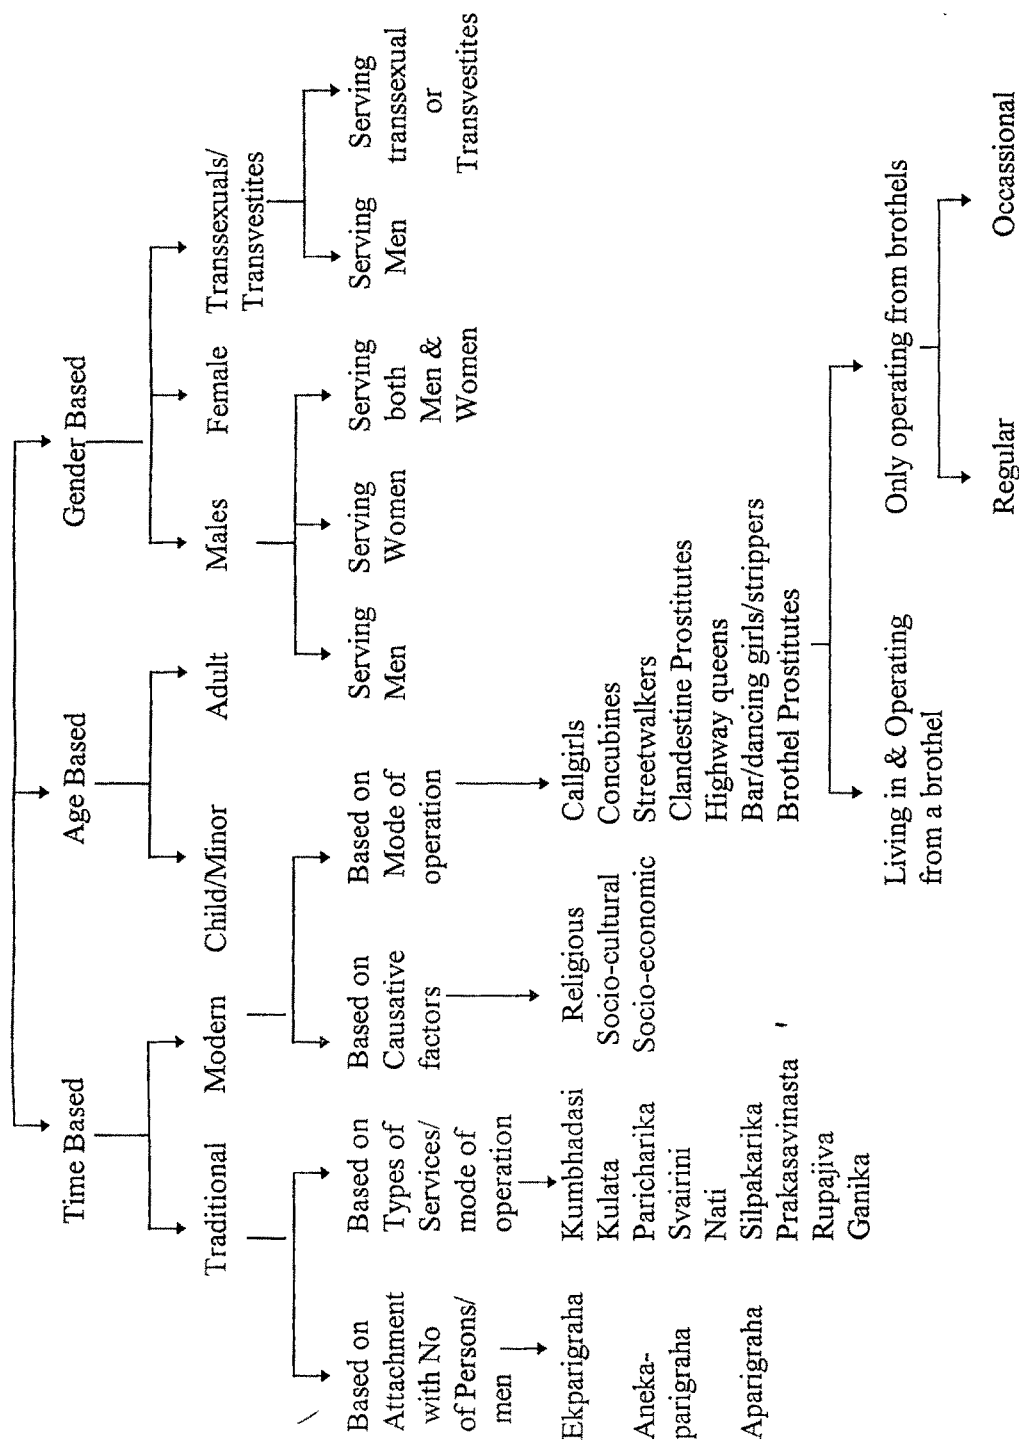 Time Based
Age Based
Gender Based
Traditional
Modern
Child/Minor
Adult
Males
Female
Transsexuals/
Transvestites
Based on
Attachment
with No
of Persons/
men
Based on
Types of
Services/
mode of
operation
Based on
Causative
factors
Based on
Mode of
operation
Serving
Men
Serving
Women
Serving
both
Men &
Women
Serving
Men
Serving
transsexual
or
Transvestites
Ekparigraha
Aneka-
parigraha
Aparigraha
Kumbhadasi
Kulata
Paricharika
Svairini
Nati
Silpakarika
Prakasavinasta
Rupajiva
Ganika
Religious
Socio-cultural
Socio-economic
Callgirls
Concubines
Streetwalkers
Clandestine Prostitutes
Highway queens
Bar/dancing girls/strippers
Brothel Prostitutes
Living in & Operating
from a brothel
Only operating from brothels
Regular
Occassional